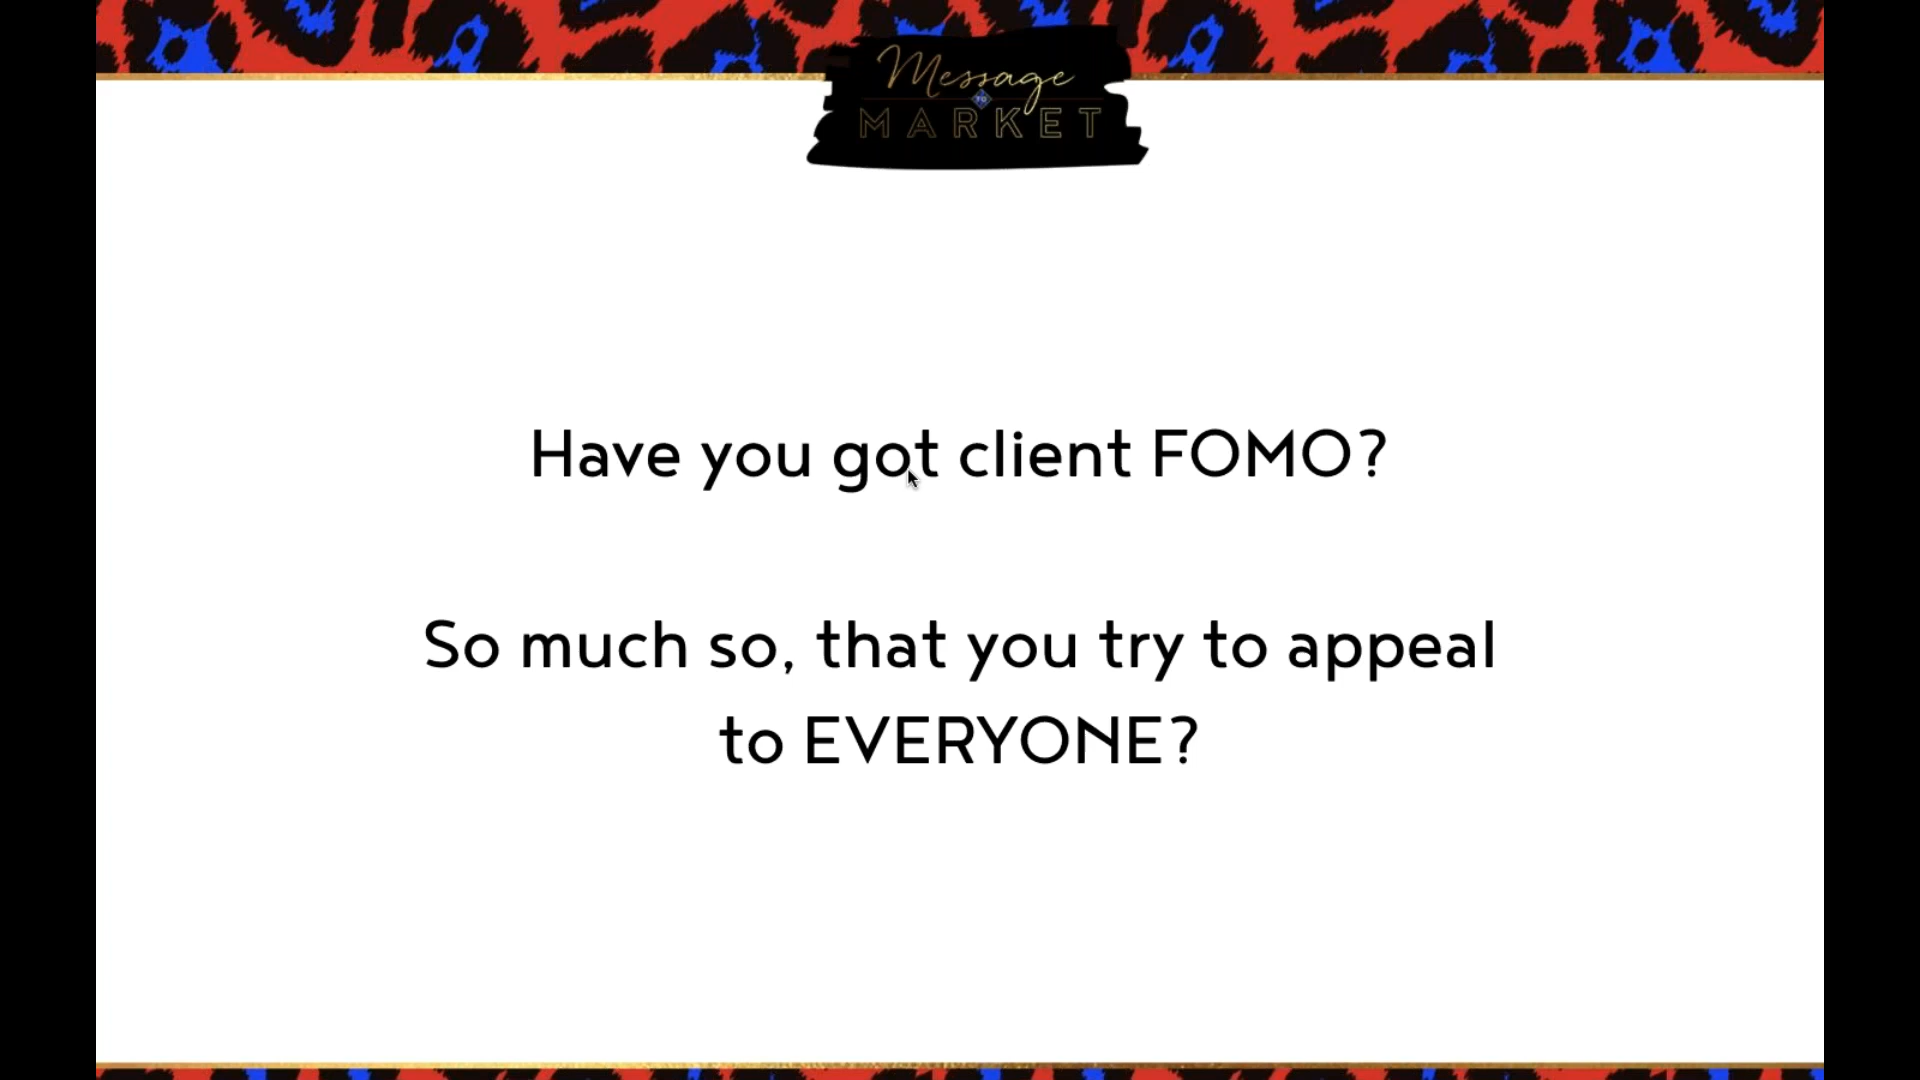 Message
TO
MARKET
Have you got client FOMO?
So much so, that you try to appeal
to EVERYONE?